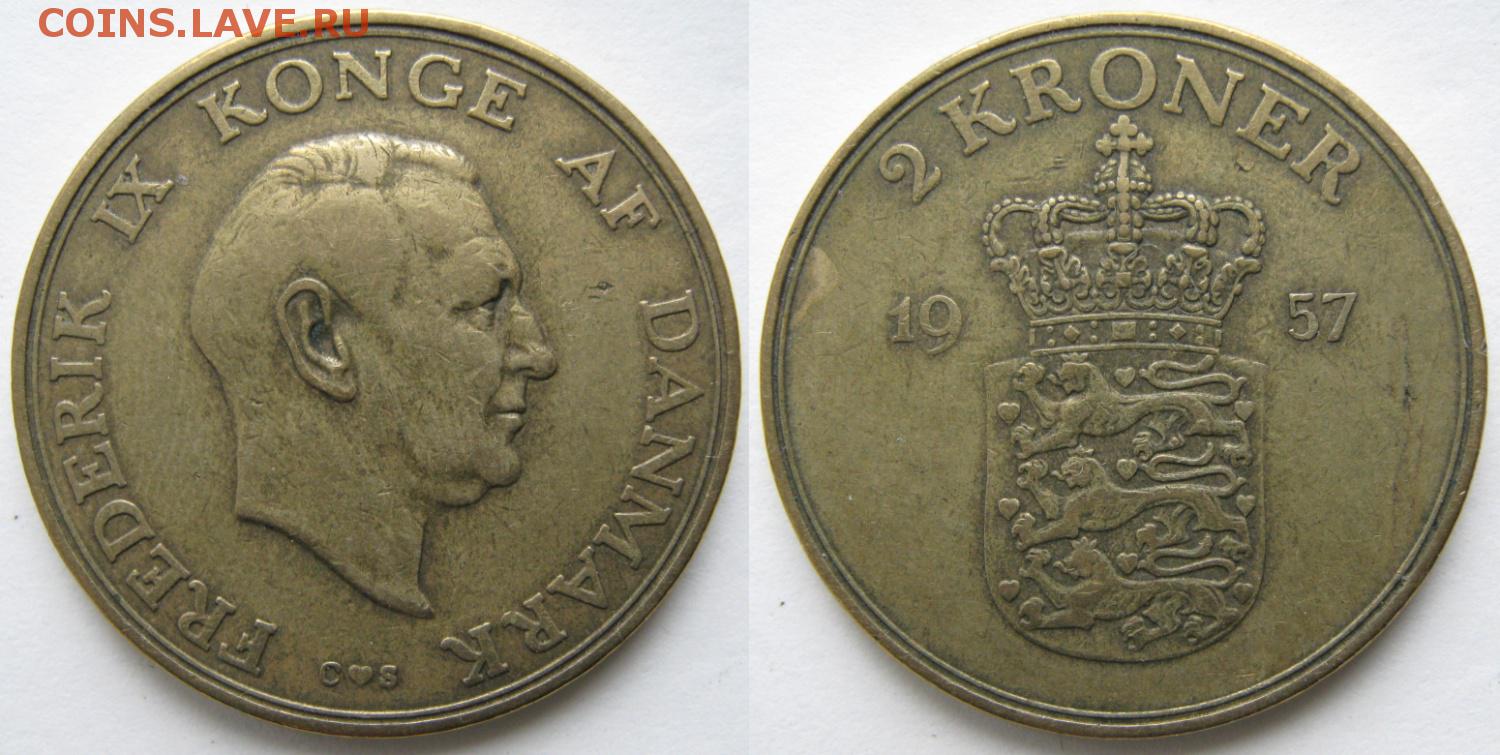 COINS.LAVE.RU
FREDERIK IX KONGE AF DANMARK
C♥S
2 KRONER
19 57